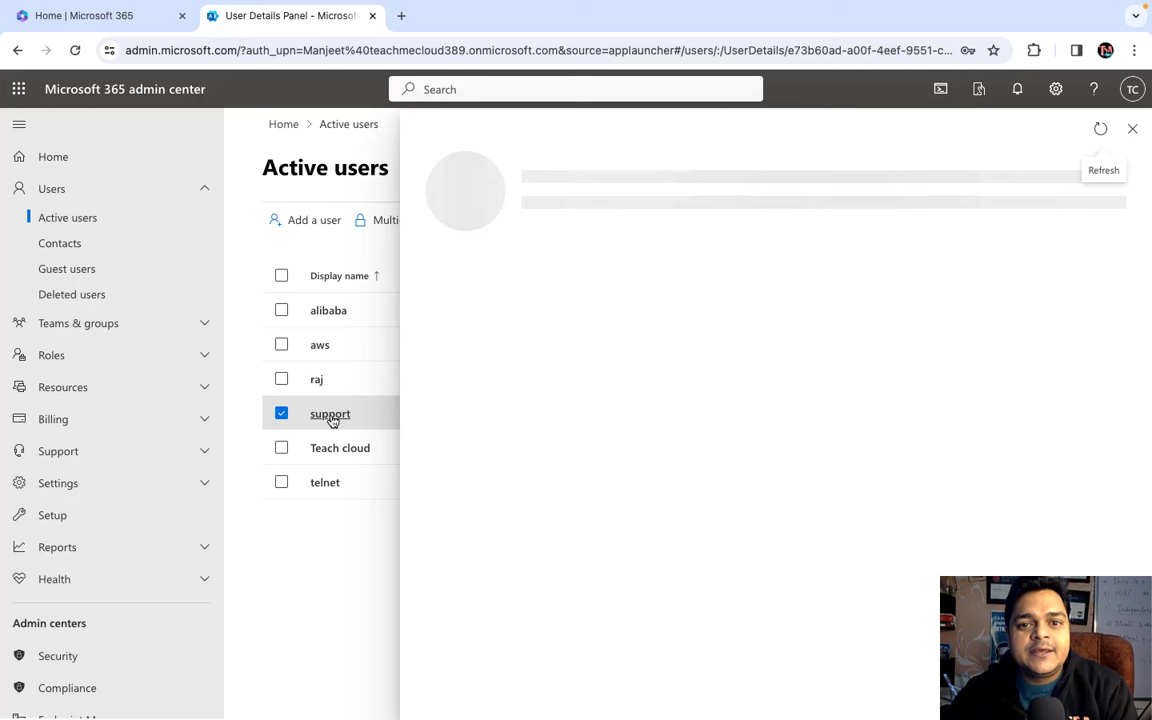 Home | Microsoft 365
User Details Panel - Microsof
admin.microsoft.com/?auth_upn=Manjeet%40teachmecloud389.onmicrosoft.com&source=applauncher#/users/:/UserDetails/e73b60ad-a00f-4eef-9551-c...
Microsoft 365 admin center
Search
TC
Home > Active users
Refresh
Home
Users
Active users
Contacts
Guest users
Deleted users
Teams & groups
Roles
Resources
Billing
Support
Settings
Setup
Reports
Health
Admin centers
Security
Compliance
Active users
Add a user
Multi
Display name ↑
alibaba
aws
raj
support
Teach cloud
telnet